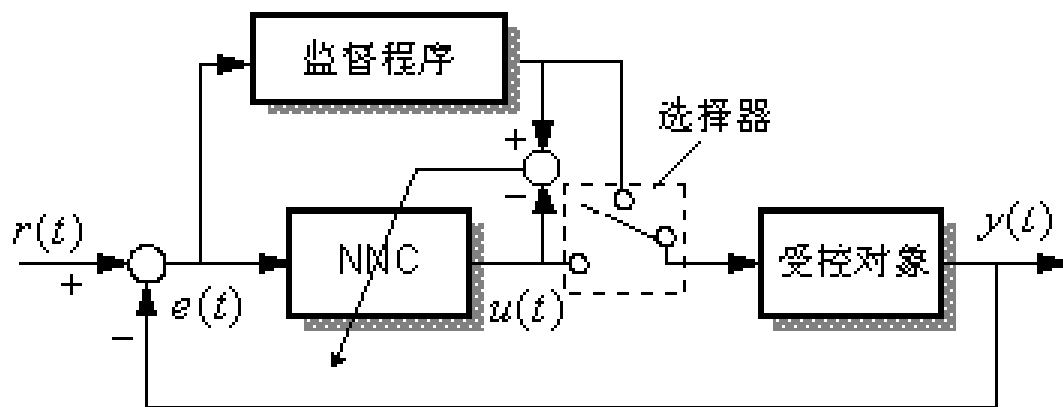 监督程序
选择器
+
-
r(t)
+
e(t)
-
NNC
u(t)
受控对象
y(t)